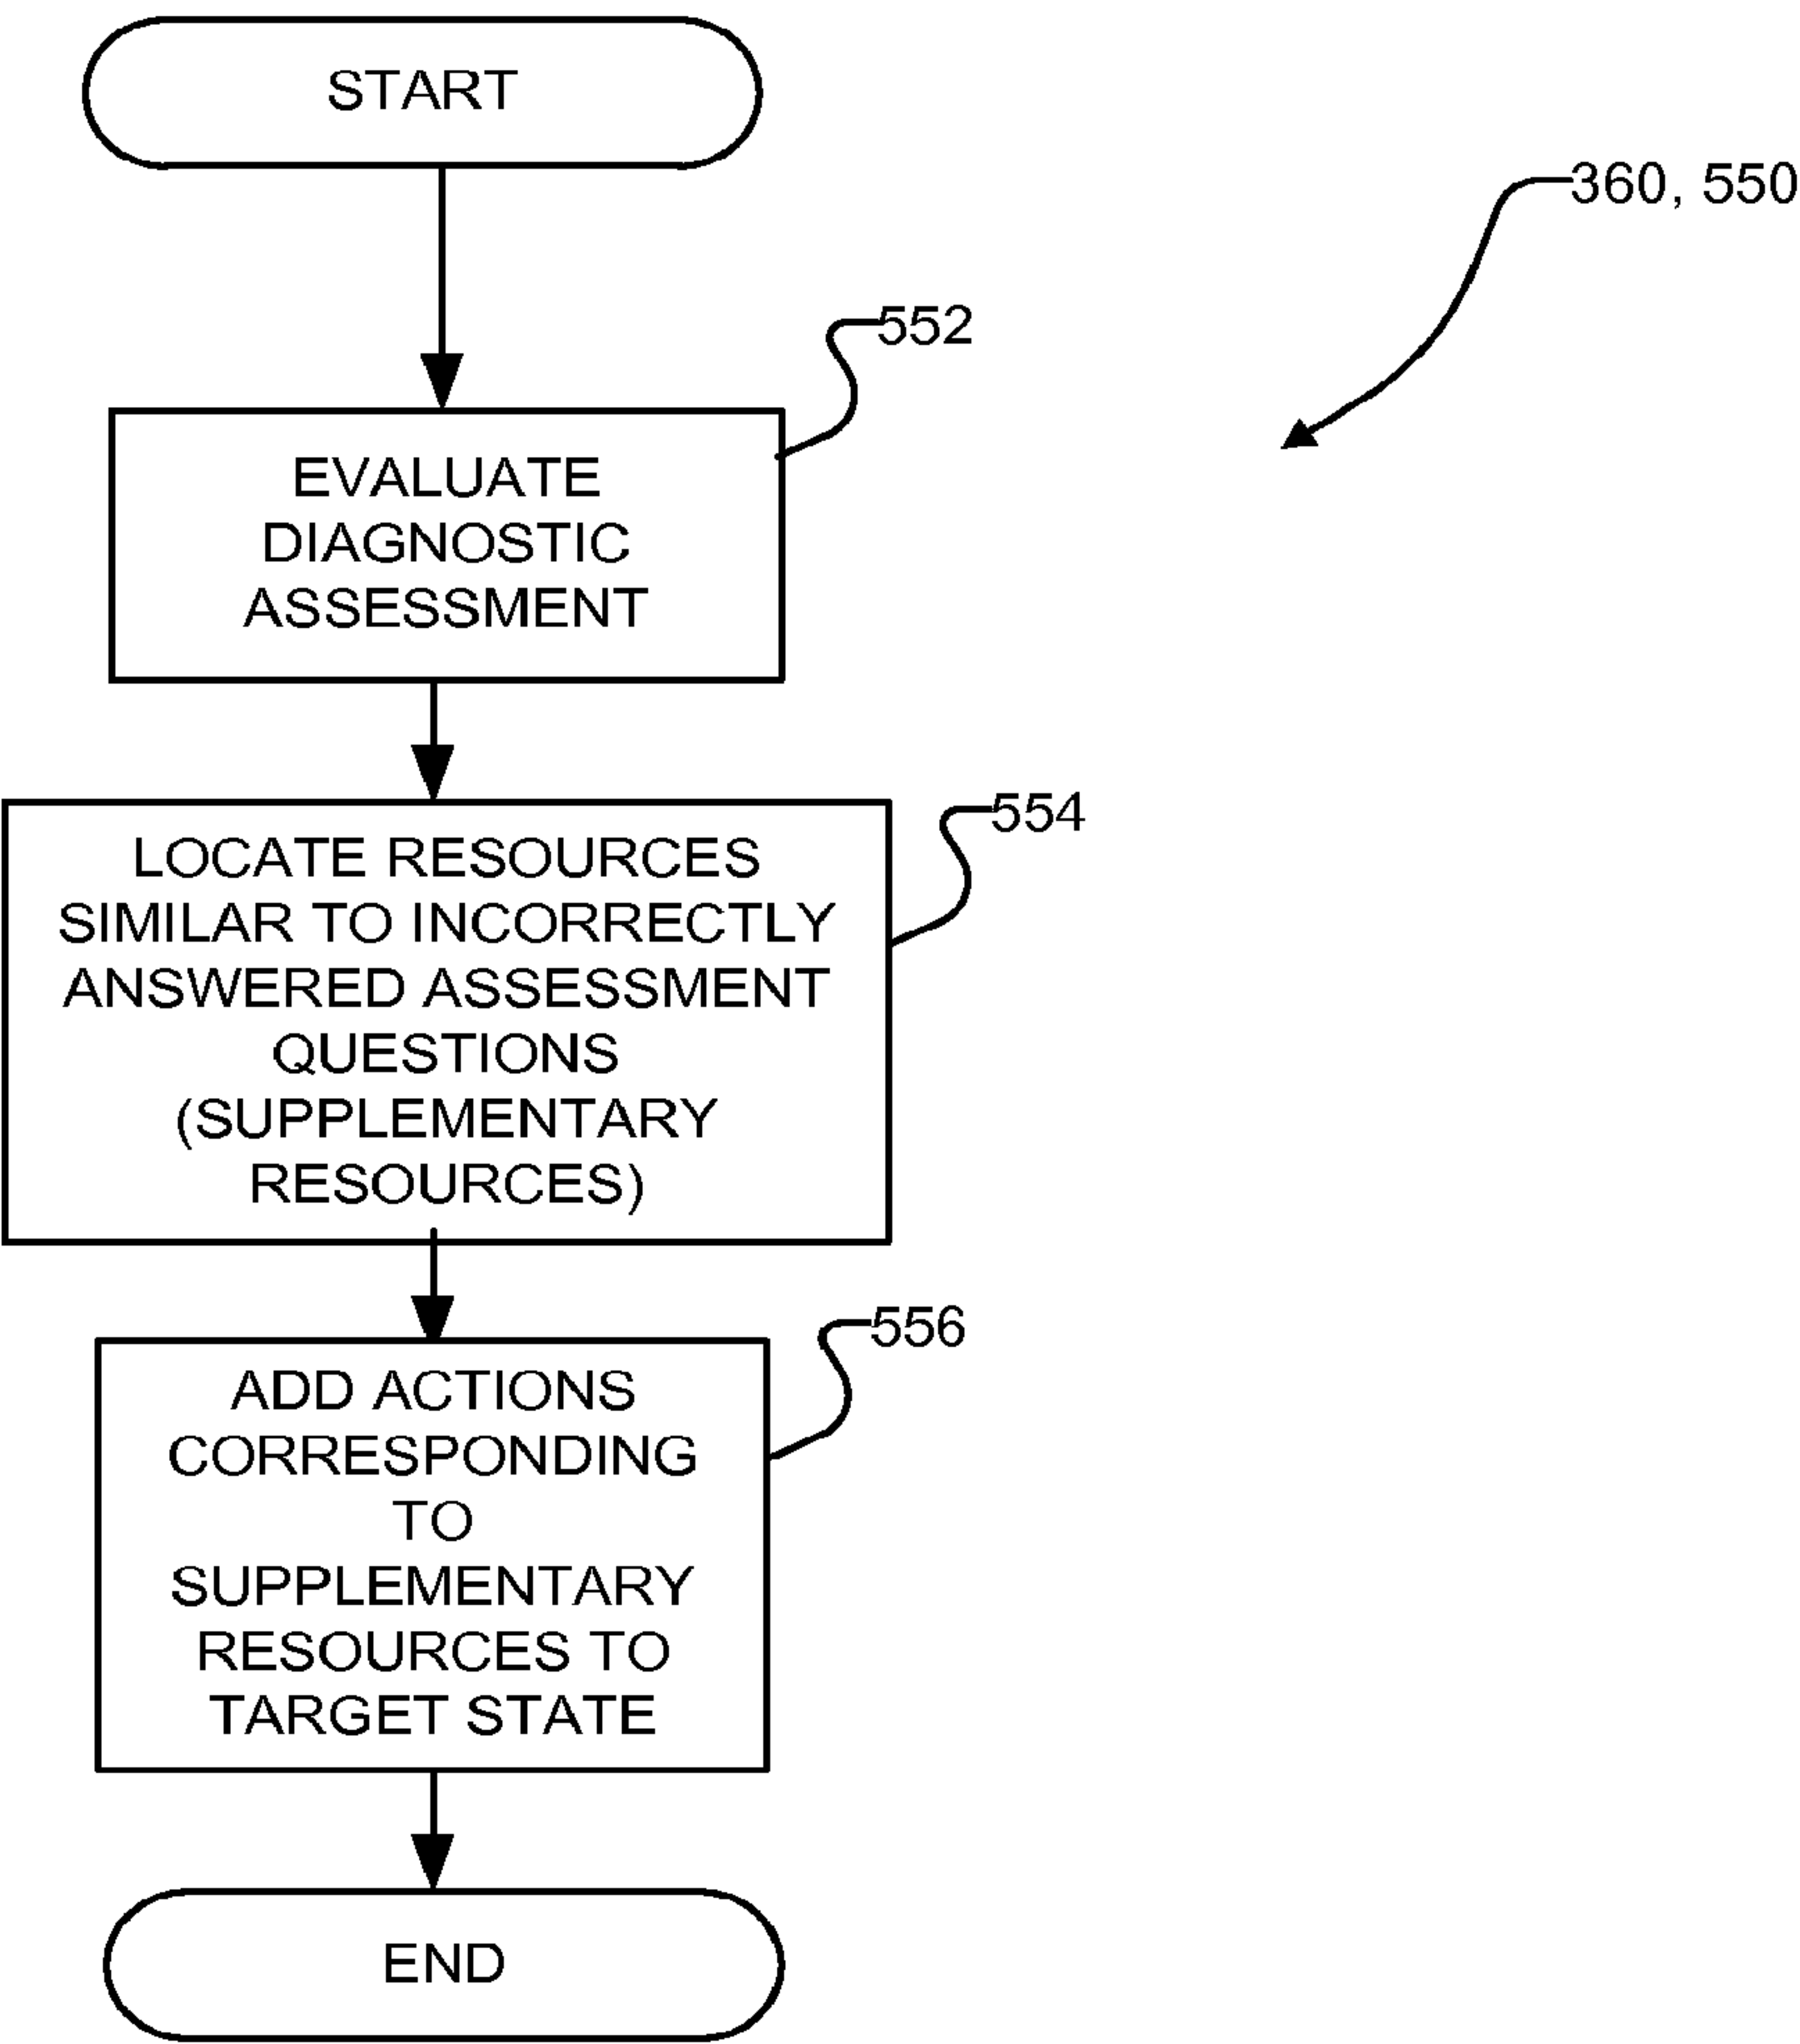 START
360, 550
552
EVALUATE
DIAGNOSTIC
ASSESSMENT
554
LOCATE RESOURCES
SIMILAR TO INCORRECTLY
ANSWERED ASSESSMENT
QUESTIONS
(SUPPLEMENTARY
RESOURCES)
556
ADD ACTIONS
CORRESPONDING
TO
SUPPLEMENTARY
RESOURCES TO
TARGET STATE
END